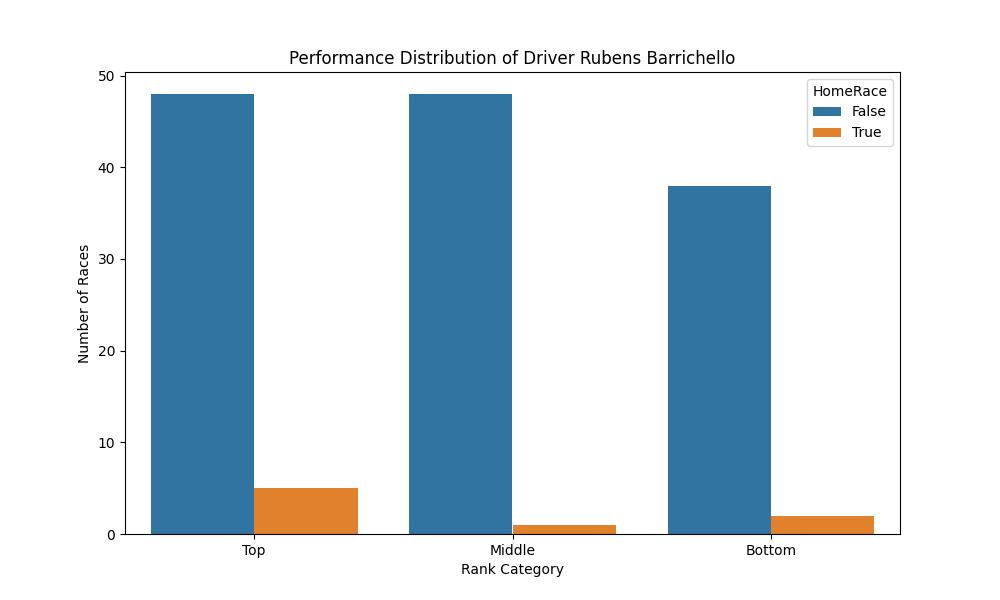 Performance Distribution of Driver Rubens Barrichello
HomeRace
False
True
50
40
30
20
10
0
Number of Races
Top Middle Bottom
Rank Category